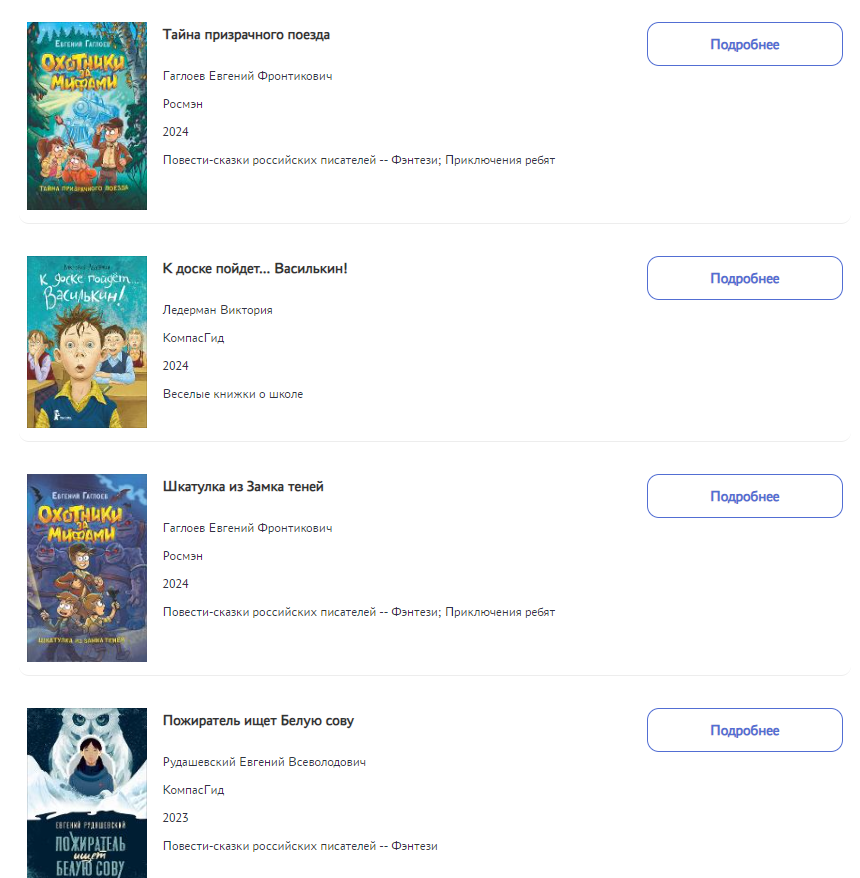 Евгений Гаглоев
Охотники
за
Мифами
Тайна призрачного поезда
Тайна призрачного поезда
Подробнее
Гаглоев Евгений Фронтикович
Росмэн
2024
Повести-сказки российских писателей -- Фэнтези; Приключения ребят
К доске пойдет...
Василькин!
К доске пойдет... Василькин!
Подробнее
Ледерман Виктория
КомпасГид
2024
Веселые книжки о школе
Евгений Гаглоев
Охотники
за
Мифами
Шкатулка из Замка теней
Шкатулка из Замка теней
Подробнее
Гаглоев Евгений Фронтикович
Росмэн
2024
Повести-сказки российских писателей -- Фэнтези; Приключения ребят
Евгений Рудашевский
Пожиратель
ищет
Белую сову
Пожиратель ищет Белую сову
Подробнее
Рудашевский Евгений Всеволодович
КомпасГид
2023
Повести-сказки российских писателей -- Фэнтези